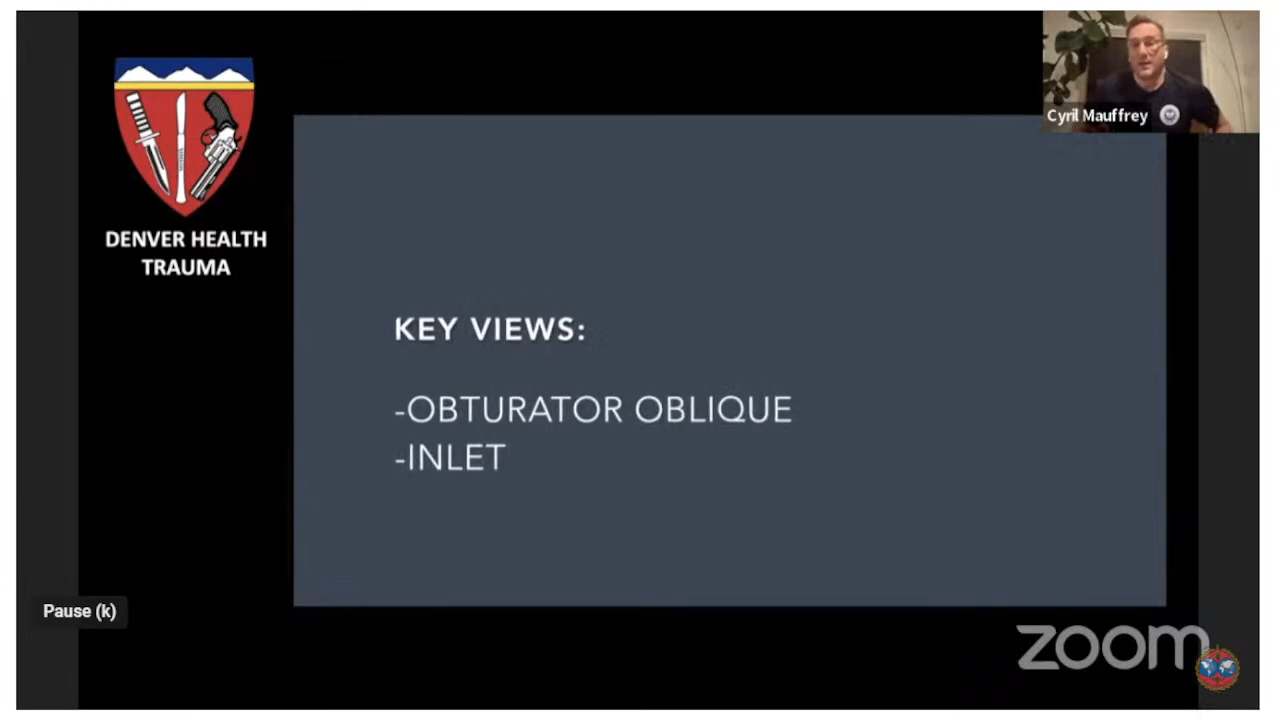 Cyril Mauffrey
DENVER HEALTH
TRAUMA
KEY VIEWS:
-OBTURATOR OBLIQUE
-INLET
Pause (k)
zoom